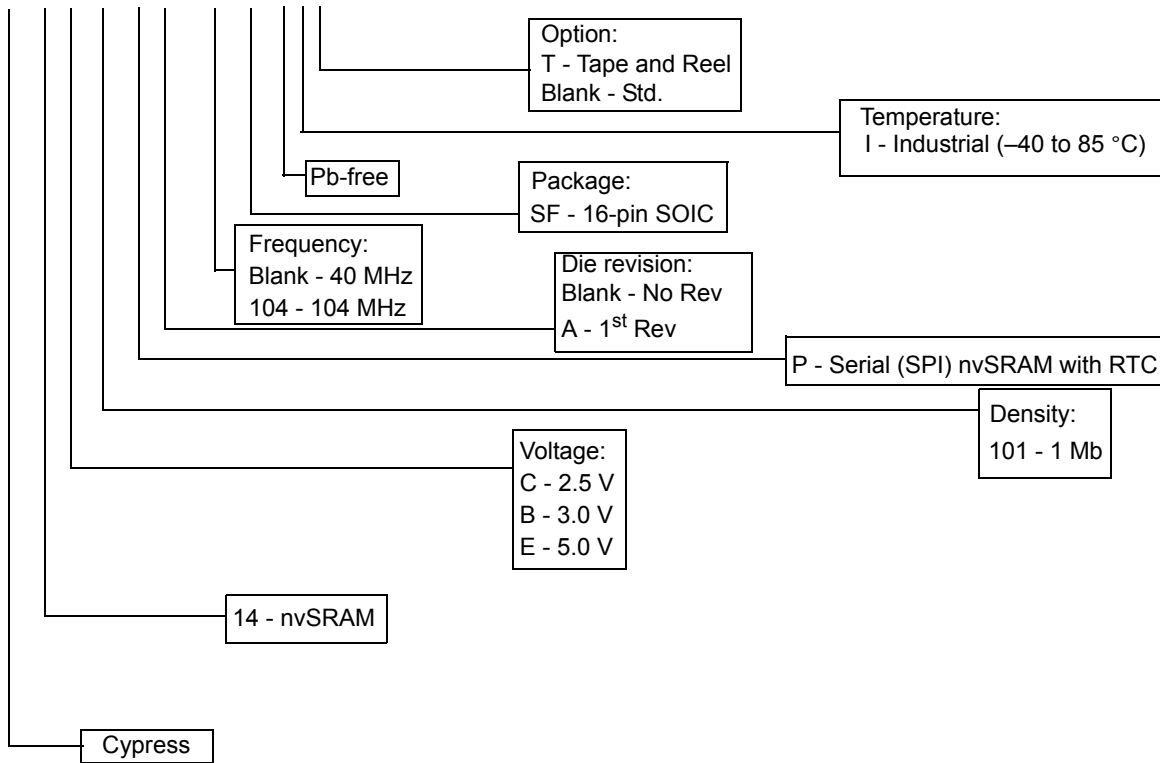 Option:
T - Tape and Reel
Blank - Std.
Temperature:
I - Industrial (–40 to 85 °C)
Pb-free
Package:
SF - 16-pin SOIC
Frequency:
Blank - 40 MHz
104 - 104 MHz
Die revision:
Blank - No Rev
A - 1st Rev
P - Serial (SPI) nvSRAM with RTC
Density:
101 - 1 Mb
Voltage:
C - 2.5 V
B - 3.0 V
E - 5.0 V
14 - nvSRAM
Cypress